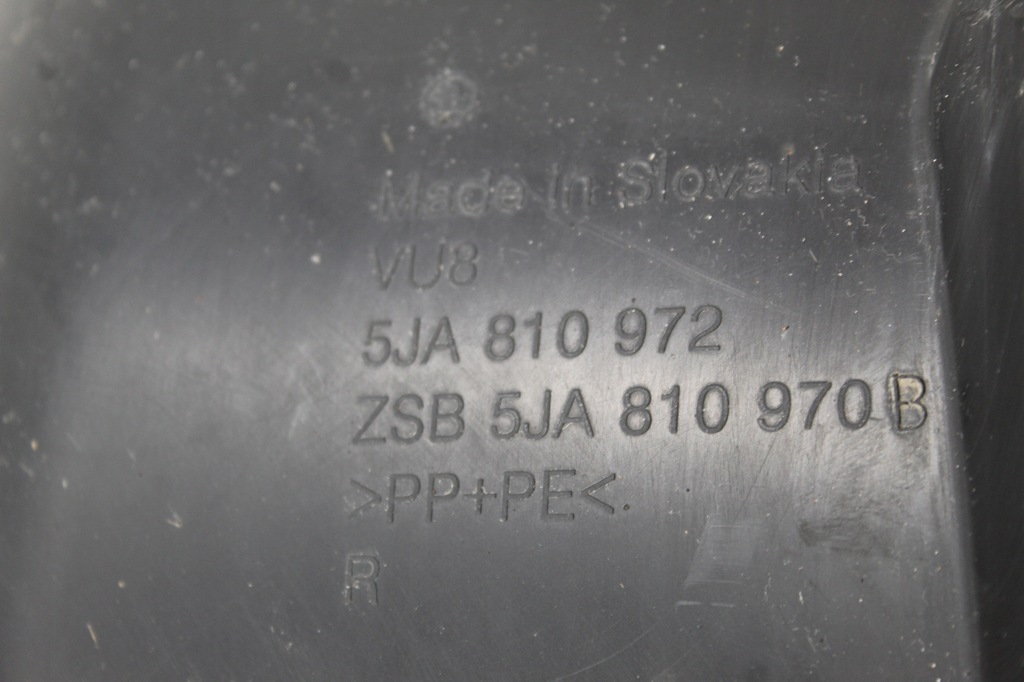 Made in Slovakia
VU8
5JA 810 972
ZSB 5JA 810 970 B
>PP+PE<.
R